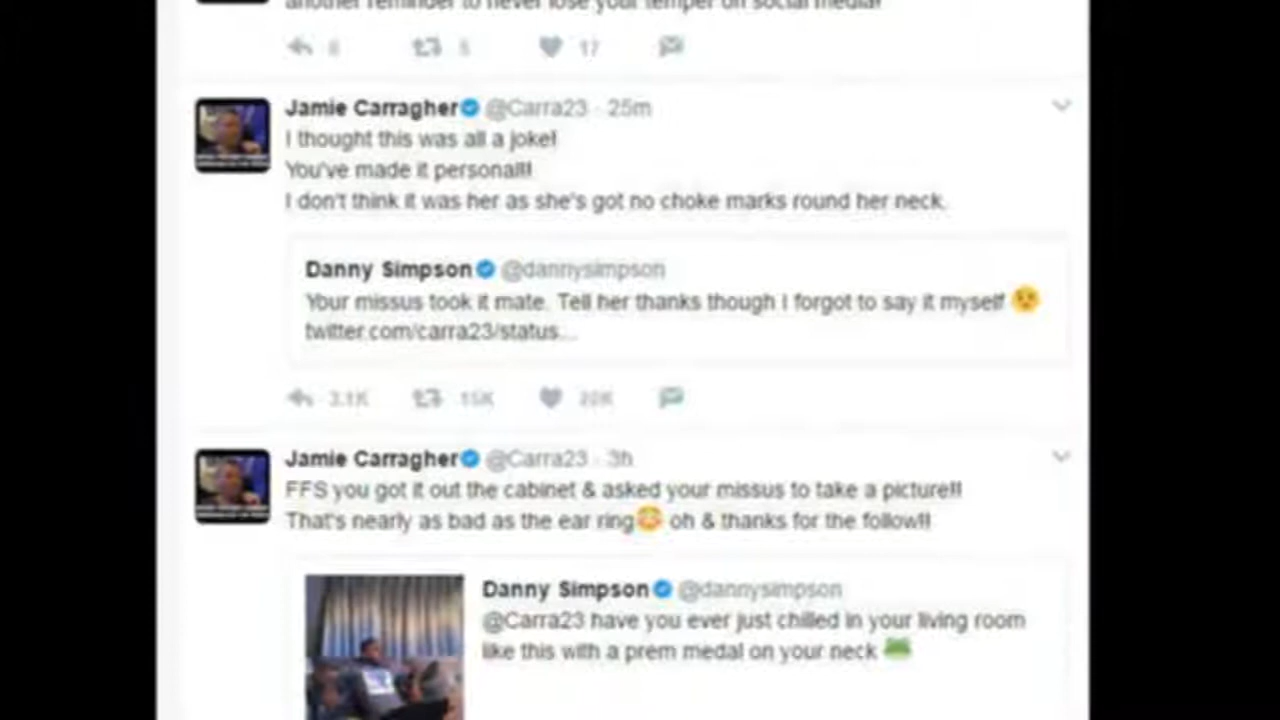 another reminder to never lose your temper on social media!
5 17
Jamie Carragher @Carra23 · 25m
I thought this was all a joke!
You've made it personal!!
I don't think it was her as she's got no choke marks round her neck.
Danny Simpson @dannysimpson
Your missus took it mate. Tell her thanks though I forgot to say it myself 😢
twitter.com/carra23/status...
3.1K 15K 20K
Jamie Carragher @Carra23 · 3h
FFS you got it out the cabinet & asked your missus to take a picture!!
That's nearly as bad as the ear ring😳 oh & thanks for the follow!!
Danny Simpson @dannysimpson
@Carra23 have you ever just chilled in your living room
like this with a prem medal on your neck 🐸